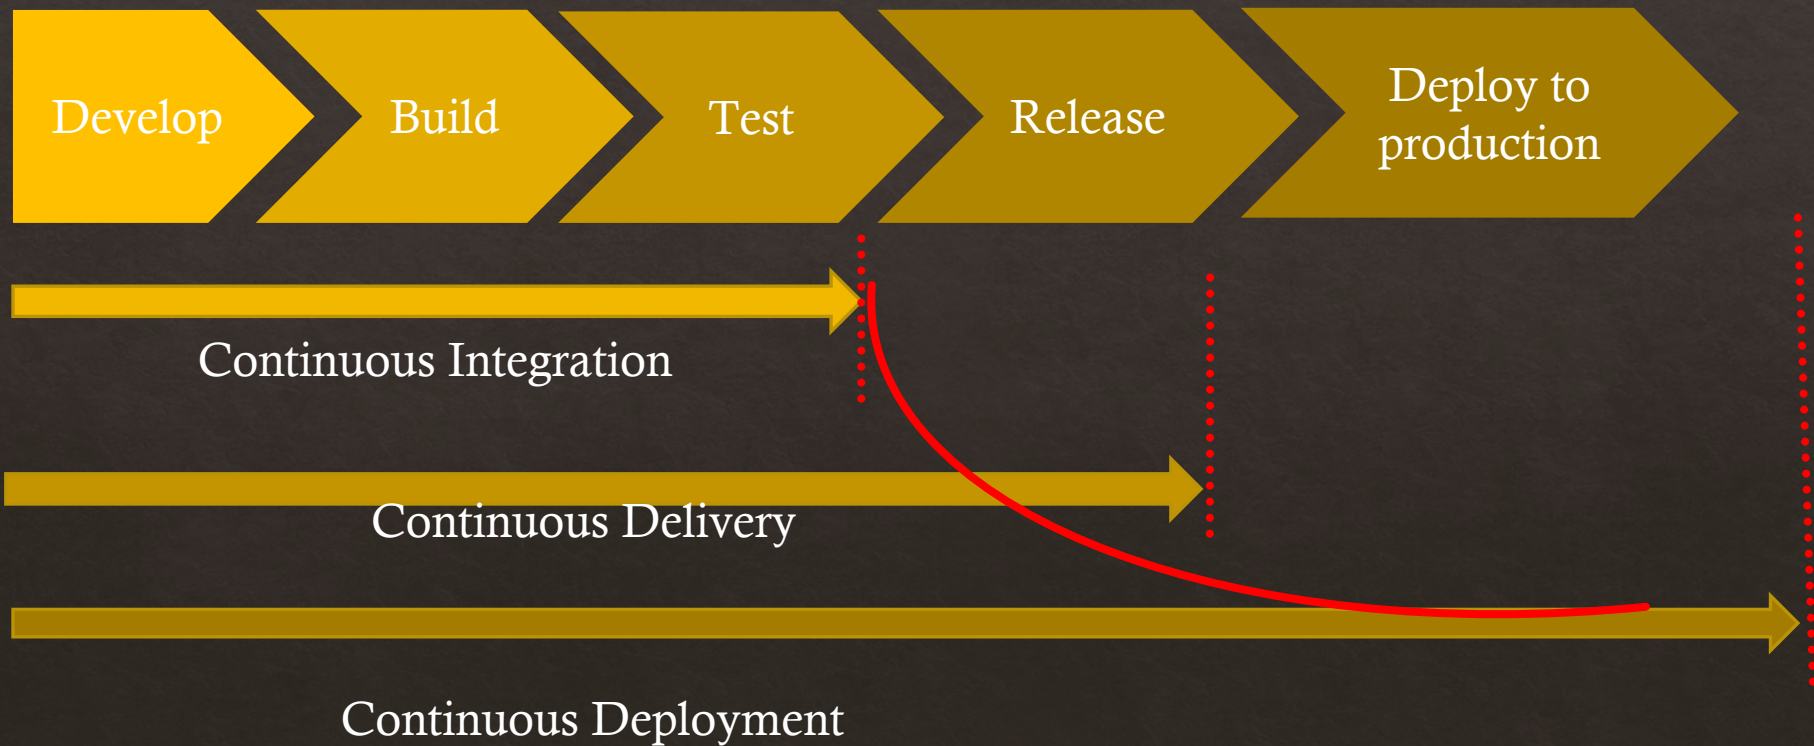 Develop
Build
Test
Release
Deploy to
production
Continuous Integration
Continuous Delivery
Continuous Deployment